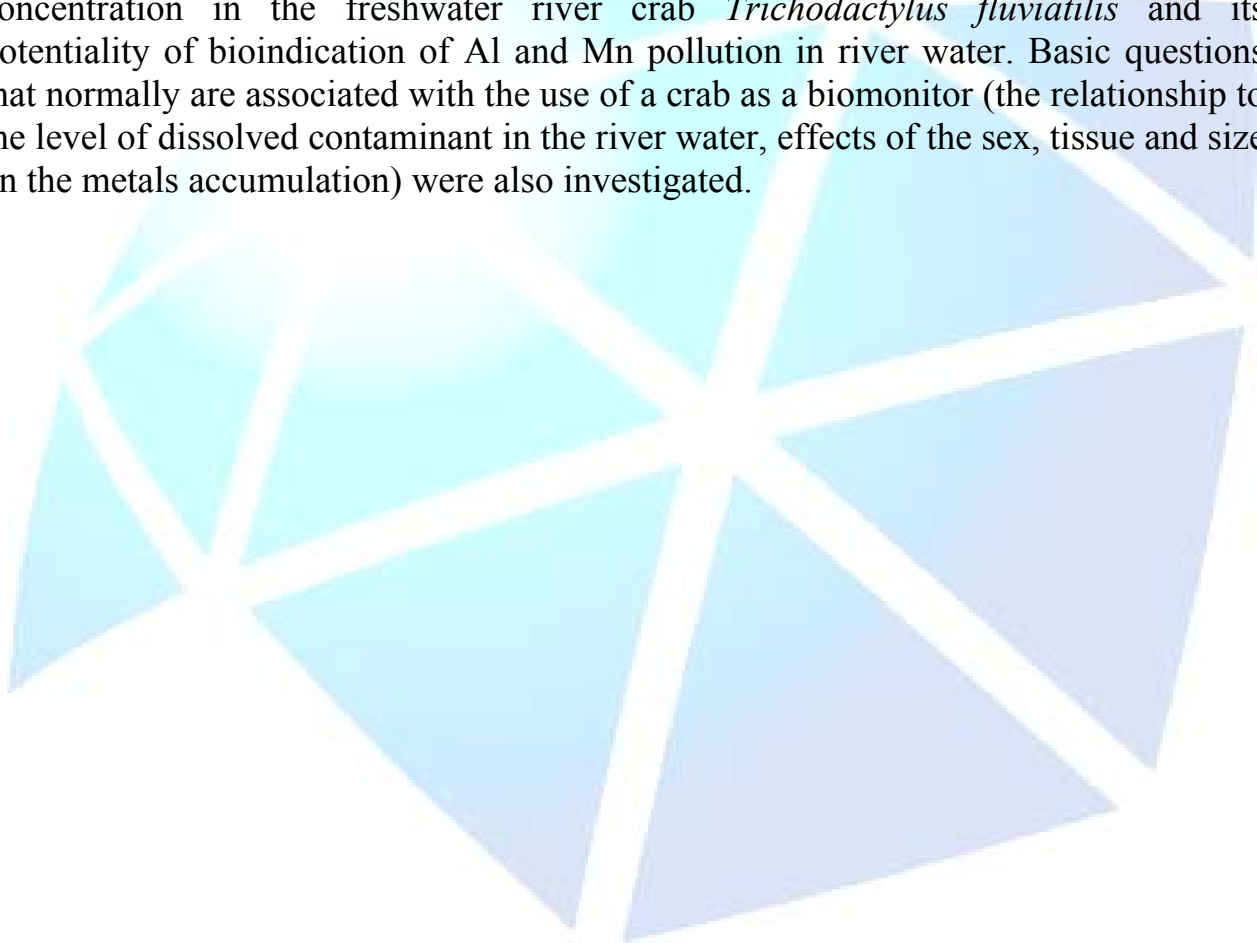 oncentration in the freshwater river crab Trichodactylus fluviatilis and its
otentiality of bioindication of Al and Mn pollution in river water. Basic questions
hat normally are associated with the use of a crab as a biomonitor (the relationship to
he level of dissolved contaminant in the river water, effects of the sex, tissue and size
n the metals accumulation) were also investigated.